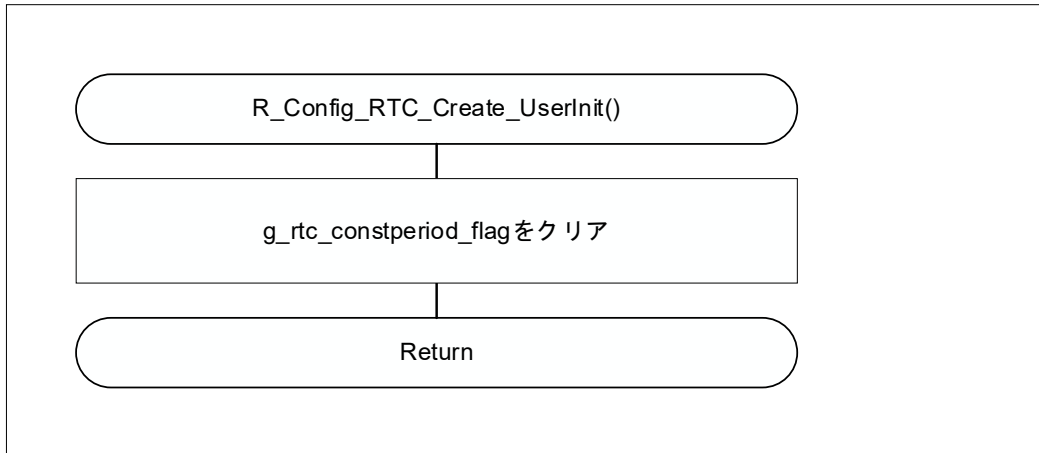 R_Config_RTC_Create_UserInit()
g_rtc_constperiod_flagをクリア
Return